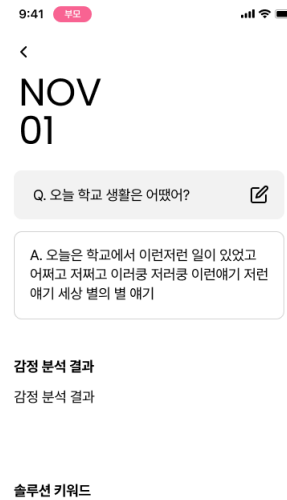 9:41 부모
NOV
01
Q. 오늘 학교 생활은 어땠어?
A. 오늘은 학교에서 이런저런 일이 있었고
어쩌고 저쩌고 이러쿵 저러쿵 이런얘기 저런
얘기 세상 별의 별 얘기
감정 분석 결과
감정 분석 결과
솔루션 키워드